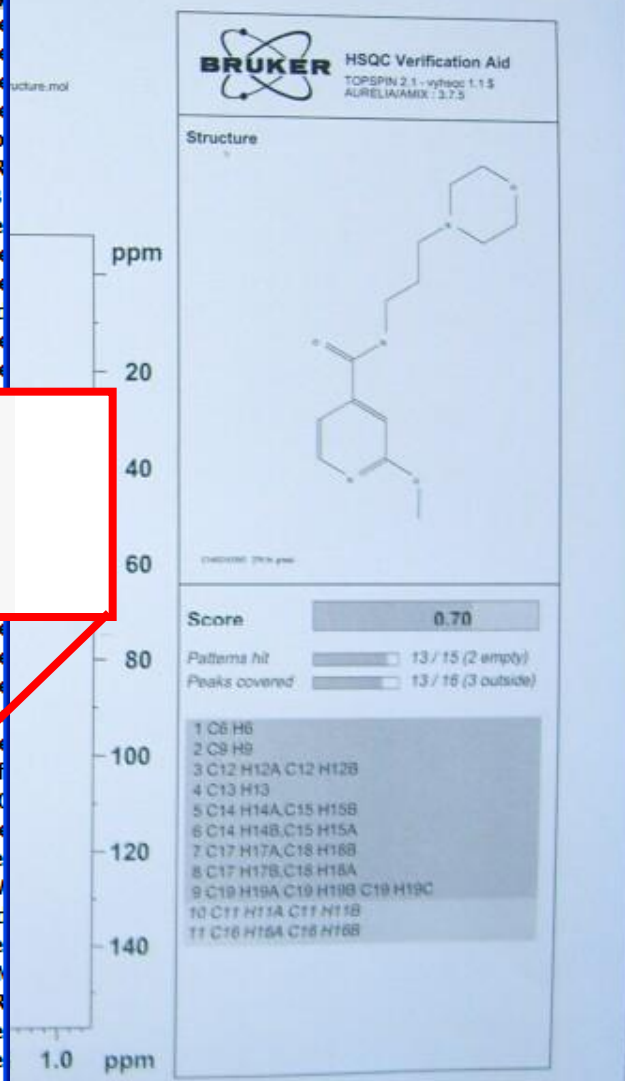 ucture.mol
BRUKER
HSQC Verification Aid
TOPSPIN 2.1 - vyhsqc 1.1 $
AURELIA/AMIX : 3.7.5
Structure
ppm
20
40
60
80
100
120
140
1.0 ppm
Score 0.70
Patterns hit 13 / 15 (2 empty)
Peaks covered 13 / 16 (3 outside)
1 C6 H6
2 C9 H9
3 C12 H12A C12 H12B
4 C13 H13
5 C14 H14A,C15 H15B
6 C14 H14B,C15 H15A
7 C17 H17A,C18 H18B
8 C17 H17B,C18 H18A
9 C19 H19A C19 H19B C19 H19C
10 C11 H11A C11 H11B
11 C16 H16A C16 H16B